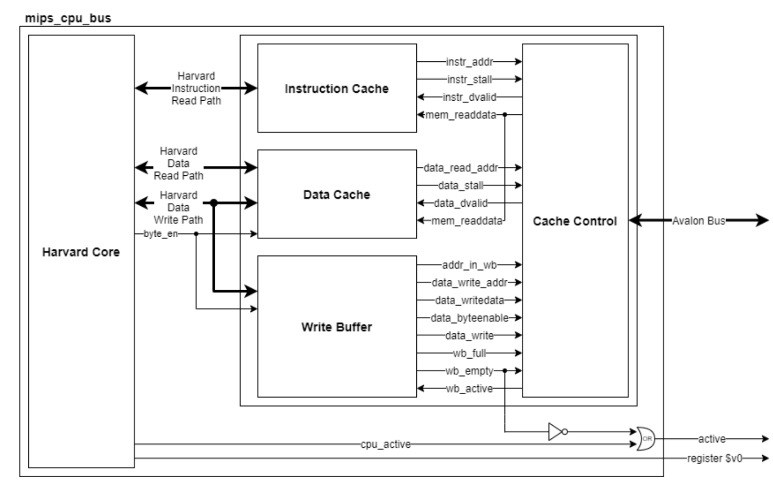 mips_cpu_bus
Harvard Core
Harvard
Instruction
Read Path
Harvard
Data
Read Path
Harvard
Data
Write Path
byte_en
Instruction Cache
instr_addr
instr_stall
instr_dvalid
mem_readdata
Data Cache
data_read_addr
data_stall
data_dvalid
mem_readdata
Write Buffer
addr_in_wb
data_write_addr
data_writedata
data_byteenable
data_write
wb_full
wb_empty
wb_active
Cache Control
Avalon Bus
OR
active
cpu_active
register $v0